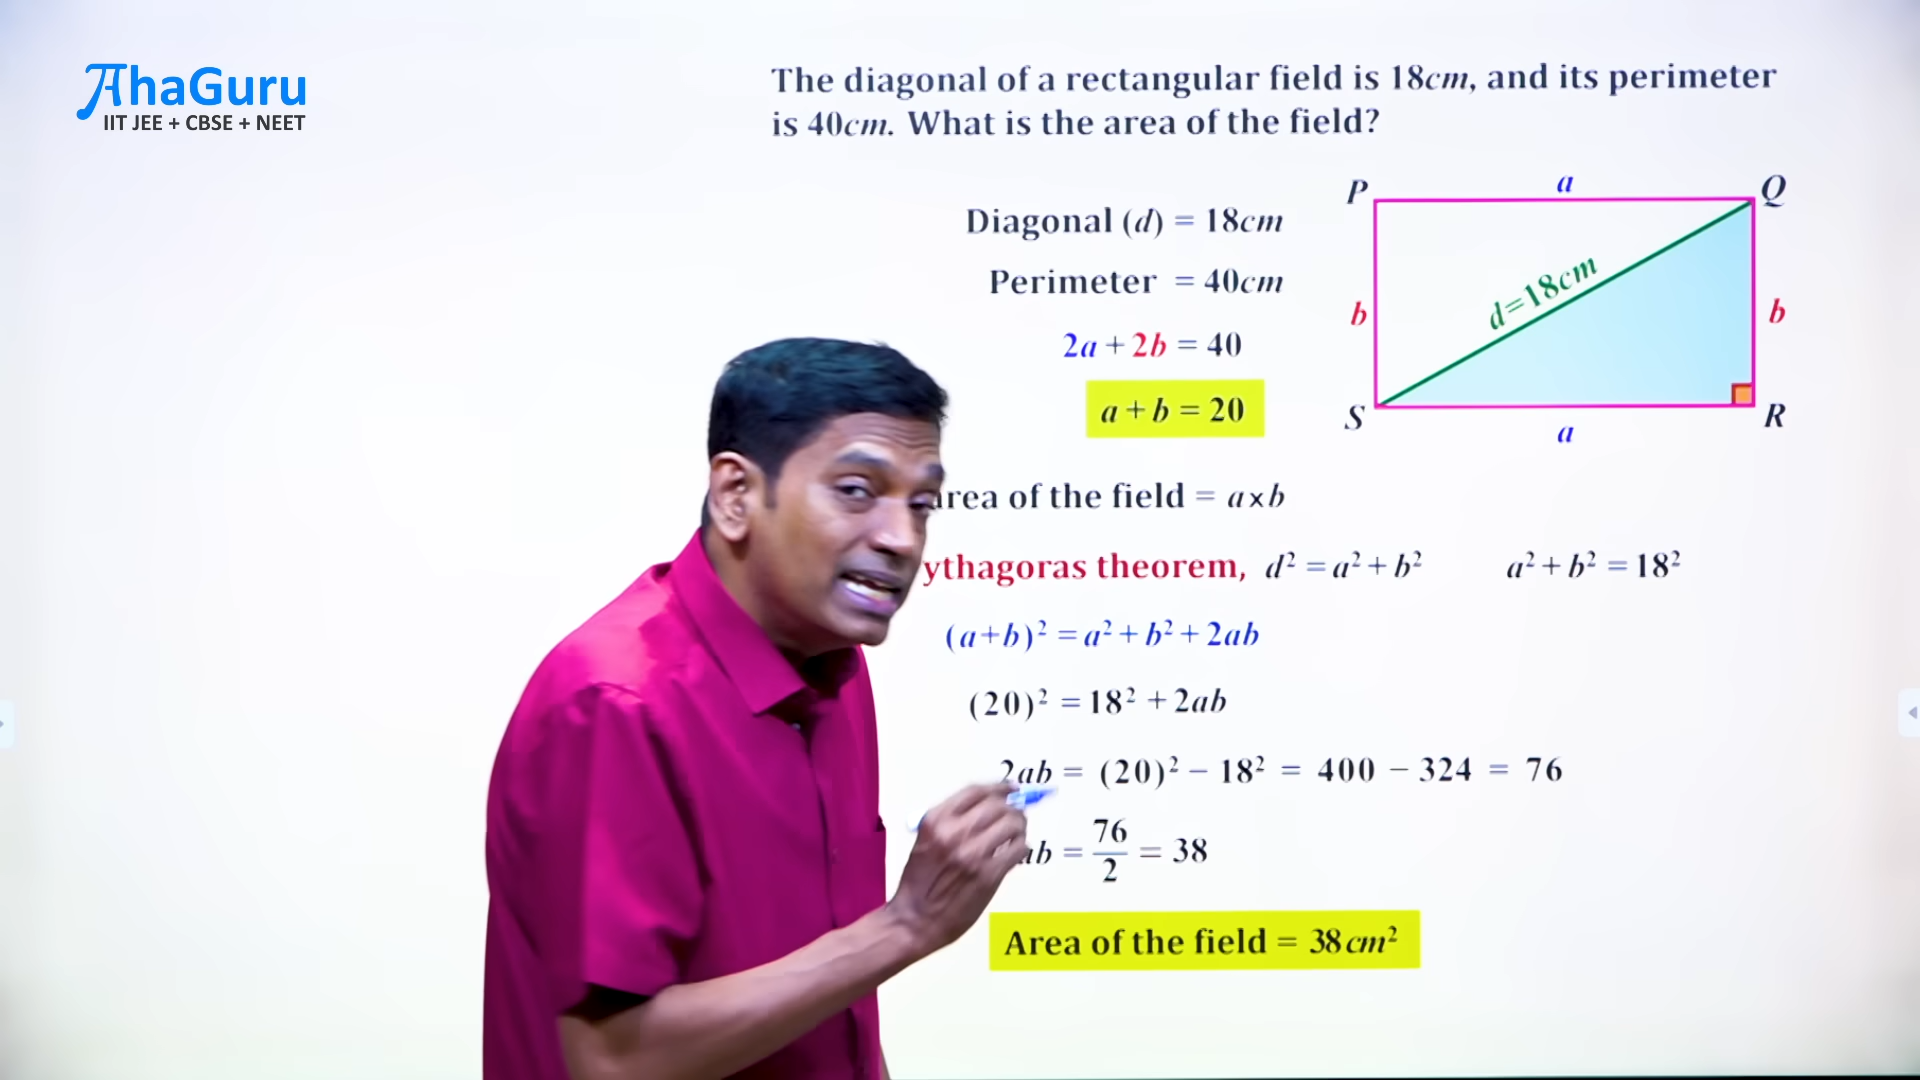 AhaGuru
IIT JEE + CBSE + NEET
The diagonal of a rectangular field is 18cm, and its perimeter
is 40cm. What is the area of the field?
Diagonal (d) = 18cm
Perimeter = 40cm
2a + 2b = 40
a + b = 20
P
a
Q
b
d=18cm
b
S
a
R
of the field = a×b
theorem, d² = a² + b²
a² + b² = 18²
(a+b)² = a² + b² + 2ab
(20)² = 18² + 2ab
2ab = (20)² − 18² = 400 − 324 = 76
ab = 76/2 = 38
Area of the field = 38 cm²